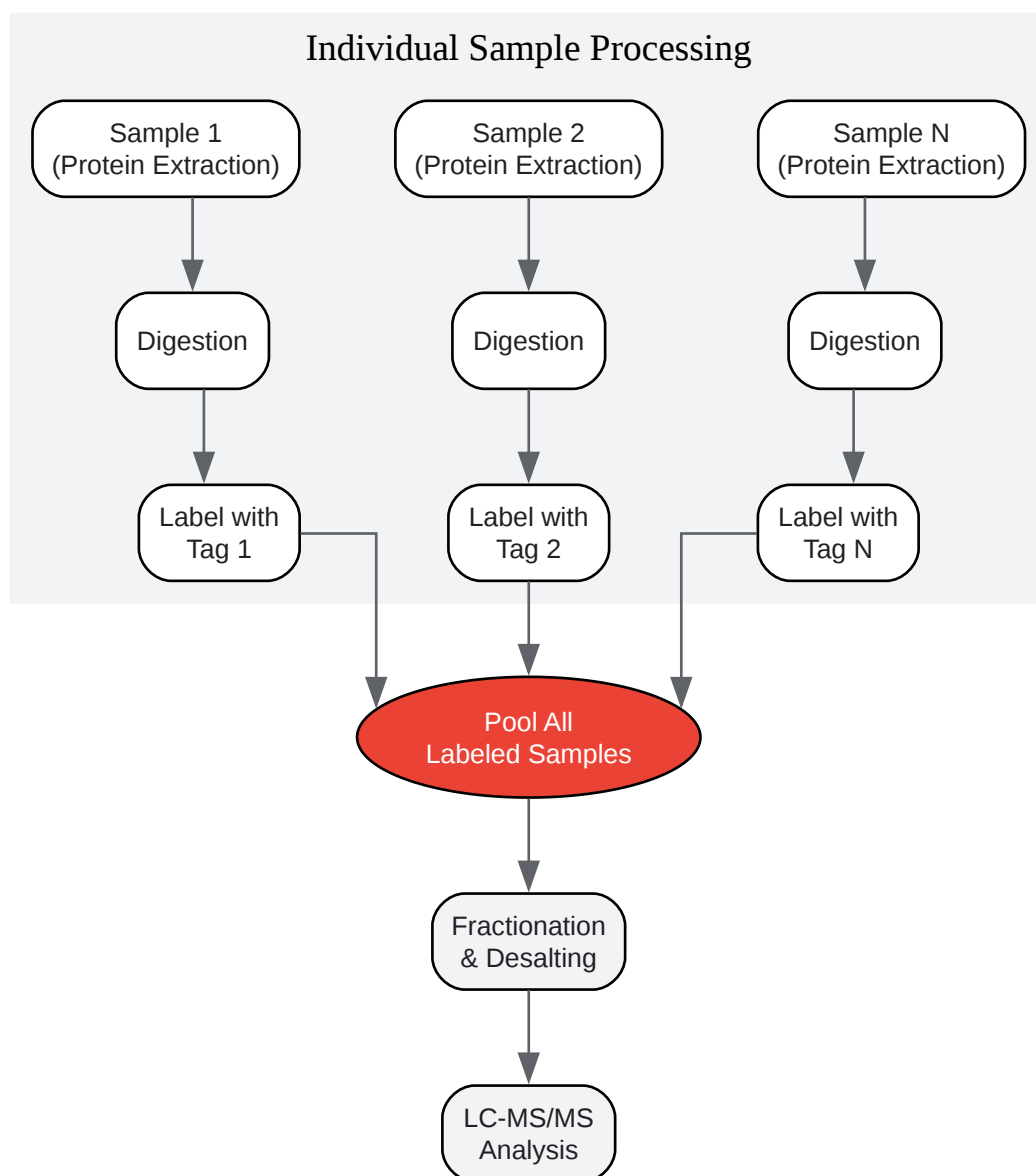 Individual Sample Processing
Sample 1
(Protein Extraction)
Sample 2
(Protein Extraction)
Sample N
(Protein Extraction)
Digestion
Digestion
Digestion
Label with
Tag 1
Label with
Tag 2
Label with
Tag N
Pool All
Labeled Samples
Fractionation
& Desalting
LC-MS/MS
Analysis